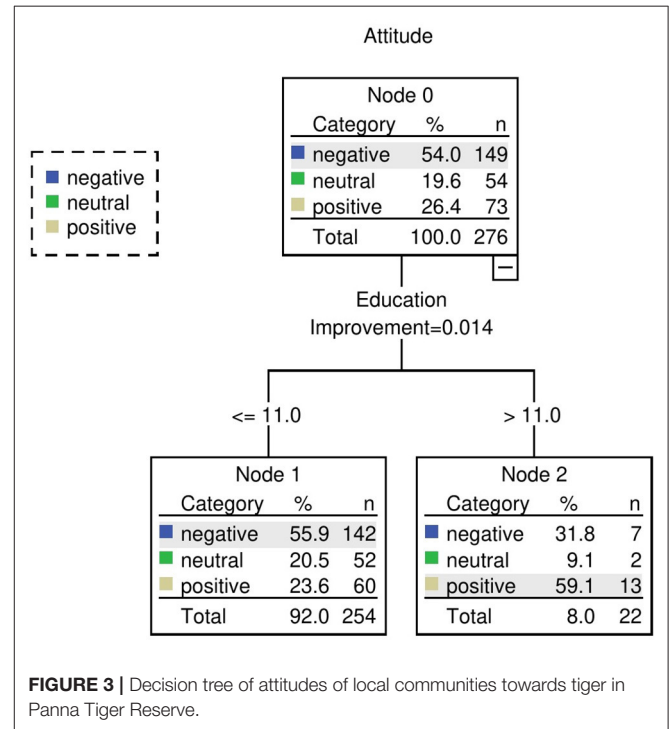 Attitude
Node 0
Category % n
negative 54.0 149
neutral 19.6 54
positive 26.4 73
Total 100.0 276
negative
neutral
positive
Education
Improvement=0.014
<= 11.0
> 11.0
Node 1
Category % n
negative 55.9 142
neutral 20.5 52
positive 23.6 60
Total 92.0 254
Node 2
Category % n
negative 31.8 7
neutral 9.1 2
positive 59.1 13
Total 8.0 22
FIGURE 3 | Decision tree of attitudes of local communities towards tiger in
Panna Tiger Reserve.